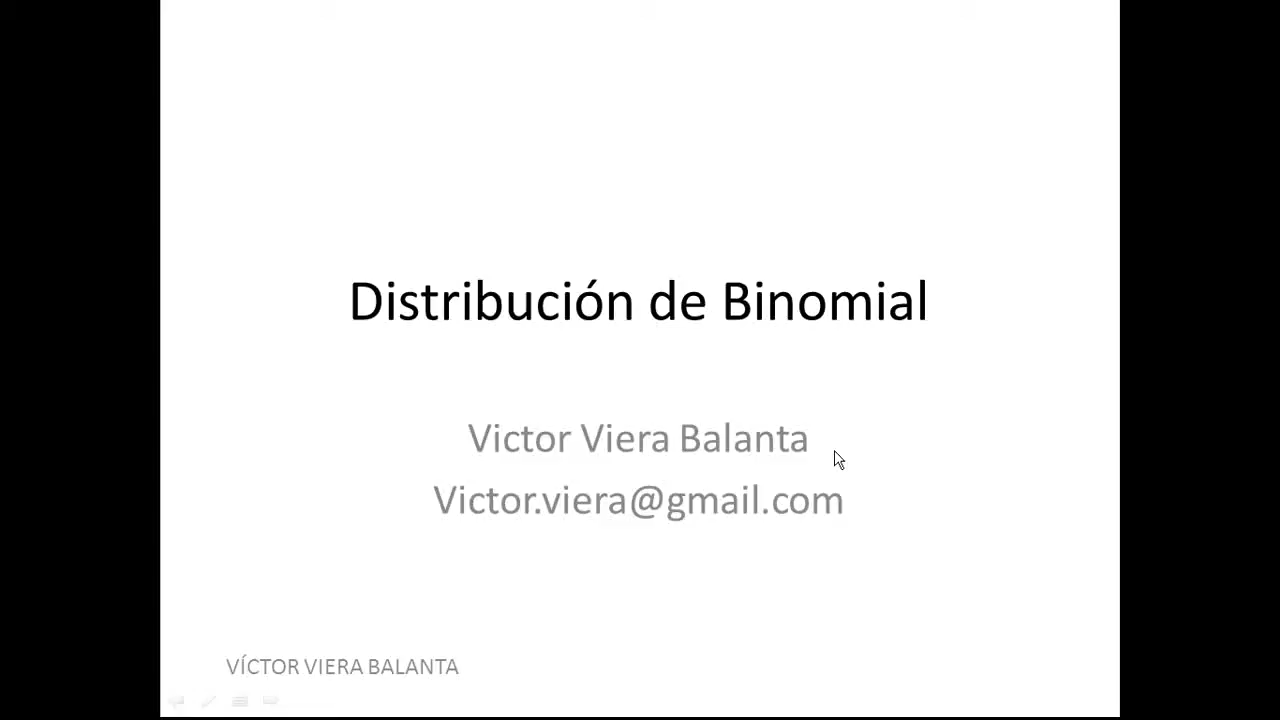 Distribución de Binomial
Victor Viera Balanta
Victor.viera@gmail.com
VÍCTOR VIERA BALANTA